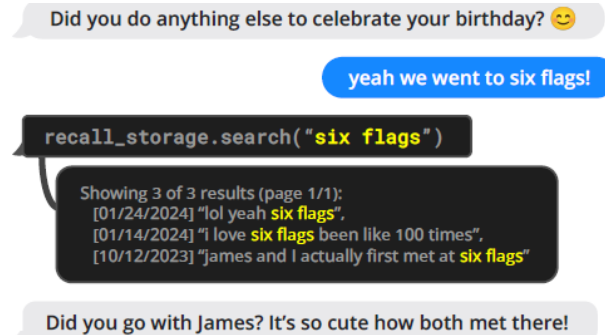 Did you do anything else to celebrate your birthday? 😊
yeah we went to six flags!
recall_storage.search("six flags")
Showing 3 of 3 results (page 1/1):
[01/24/2024] “lol yeah six flags”,
[01/14/2024] “i love six flags been like 100 times”,
[10/12/2023] “james and I actually first met at six flags”
Did you go with James? It’s so cute how both met there!